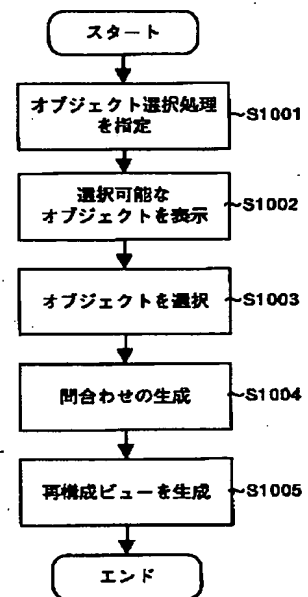 スタート
オブジェクト選択処理
を指定
~S1001
選択可能な
オブジェクトを表示
~S1002
オブジェクトを選択
~S1003
問合わせの生成
~S1004
再構成ビューを生成
~S1005
エンド